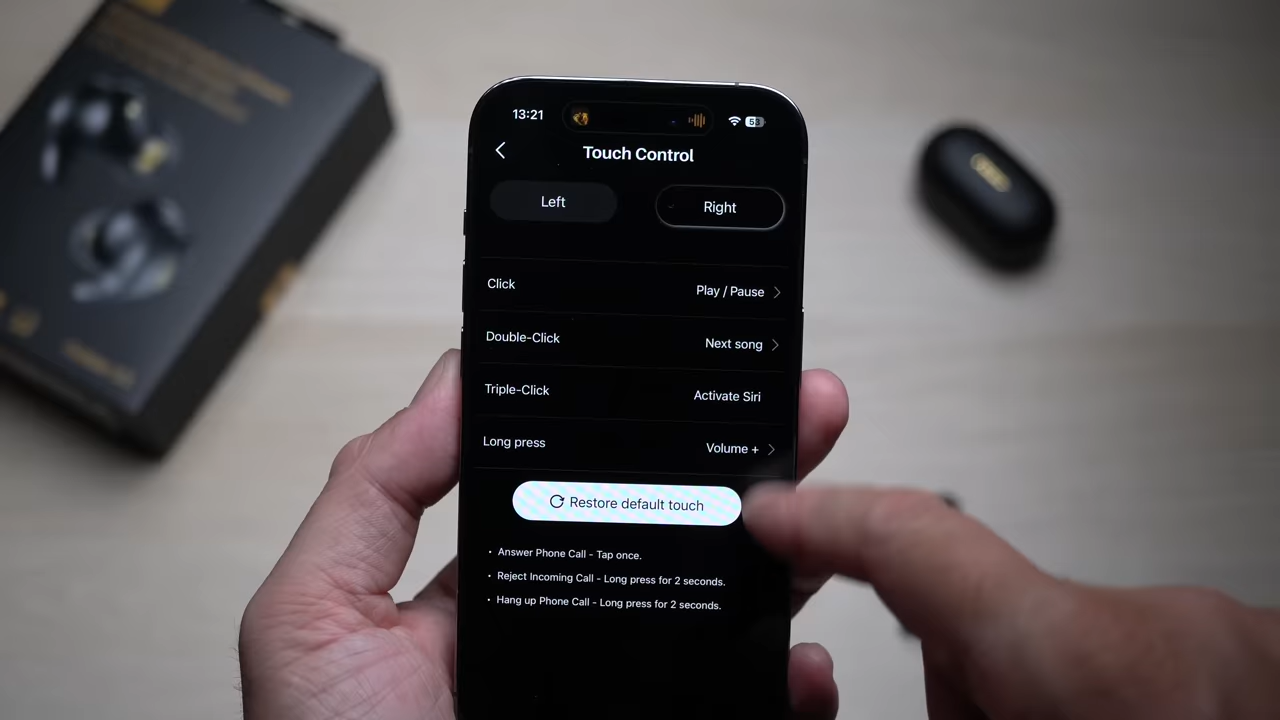 13:21
53
Touch Control
Left
Right
Click
Play / Pause
Double-Click
Next song
Triple-Click
Activate Siri
Long press
Volume +
Restore default touch
• Answer Phone Call - Tap once.
• Reject Incoming Call - Long press for 2 seconds.
• Hang up Phone Call - Long press for 2 seconds.